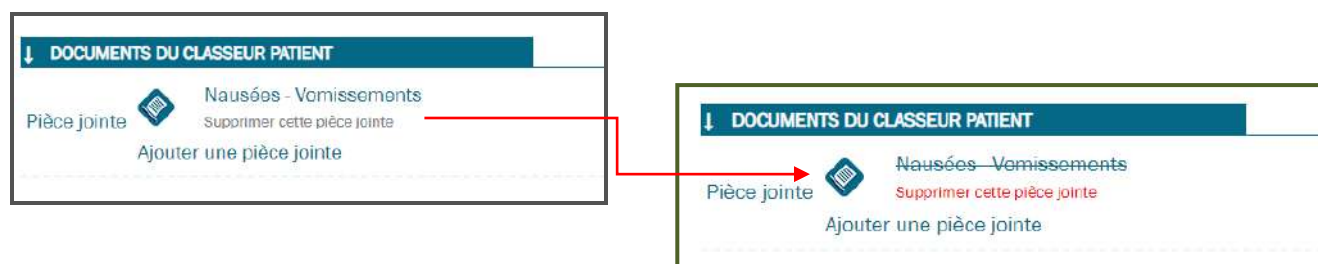 ↓ DOCUMENTS DU CLASSEUR PATIENT
Nausées - Vomissements
Pièce jointe
Supprimer cette pièce jointe
Ajouter une pièce jointe
↓ DOCUMENTS DU CLASSEUR PATIENT
Nausées - Vomissements
Pièce jointe
Supprimer cette pièce jointe
Ajouter une pièce jointe